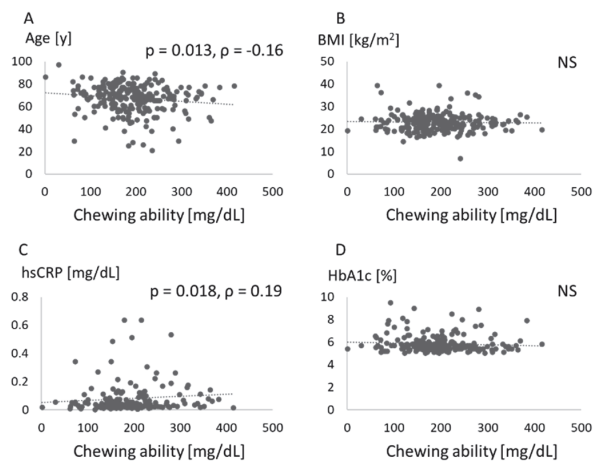 A
Age [y]
p = 0.013, ρ = -0.16
100
80
60
40
20
0
0 100 200 300 400 500
Chewing ability [mg/dL]
B
BMI [kg/m²]
NS
50
40
30
20
10
0
0 100 200 300 400 500
Chewing ability [mg/dL]
C
hsCRP [mg/dL]
p = 0.018, ρ = 0.19
0.8
0.6
0.4
0.2
0
0 100 200 300 400 500
Chewing ability [mg/dL]
D
HbA1c [%]
NS
10
8
6
4
2
0
0 100 200 300 400 500
Chewing ability [mg/dL]